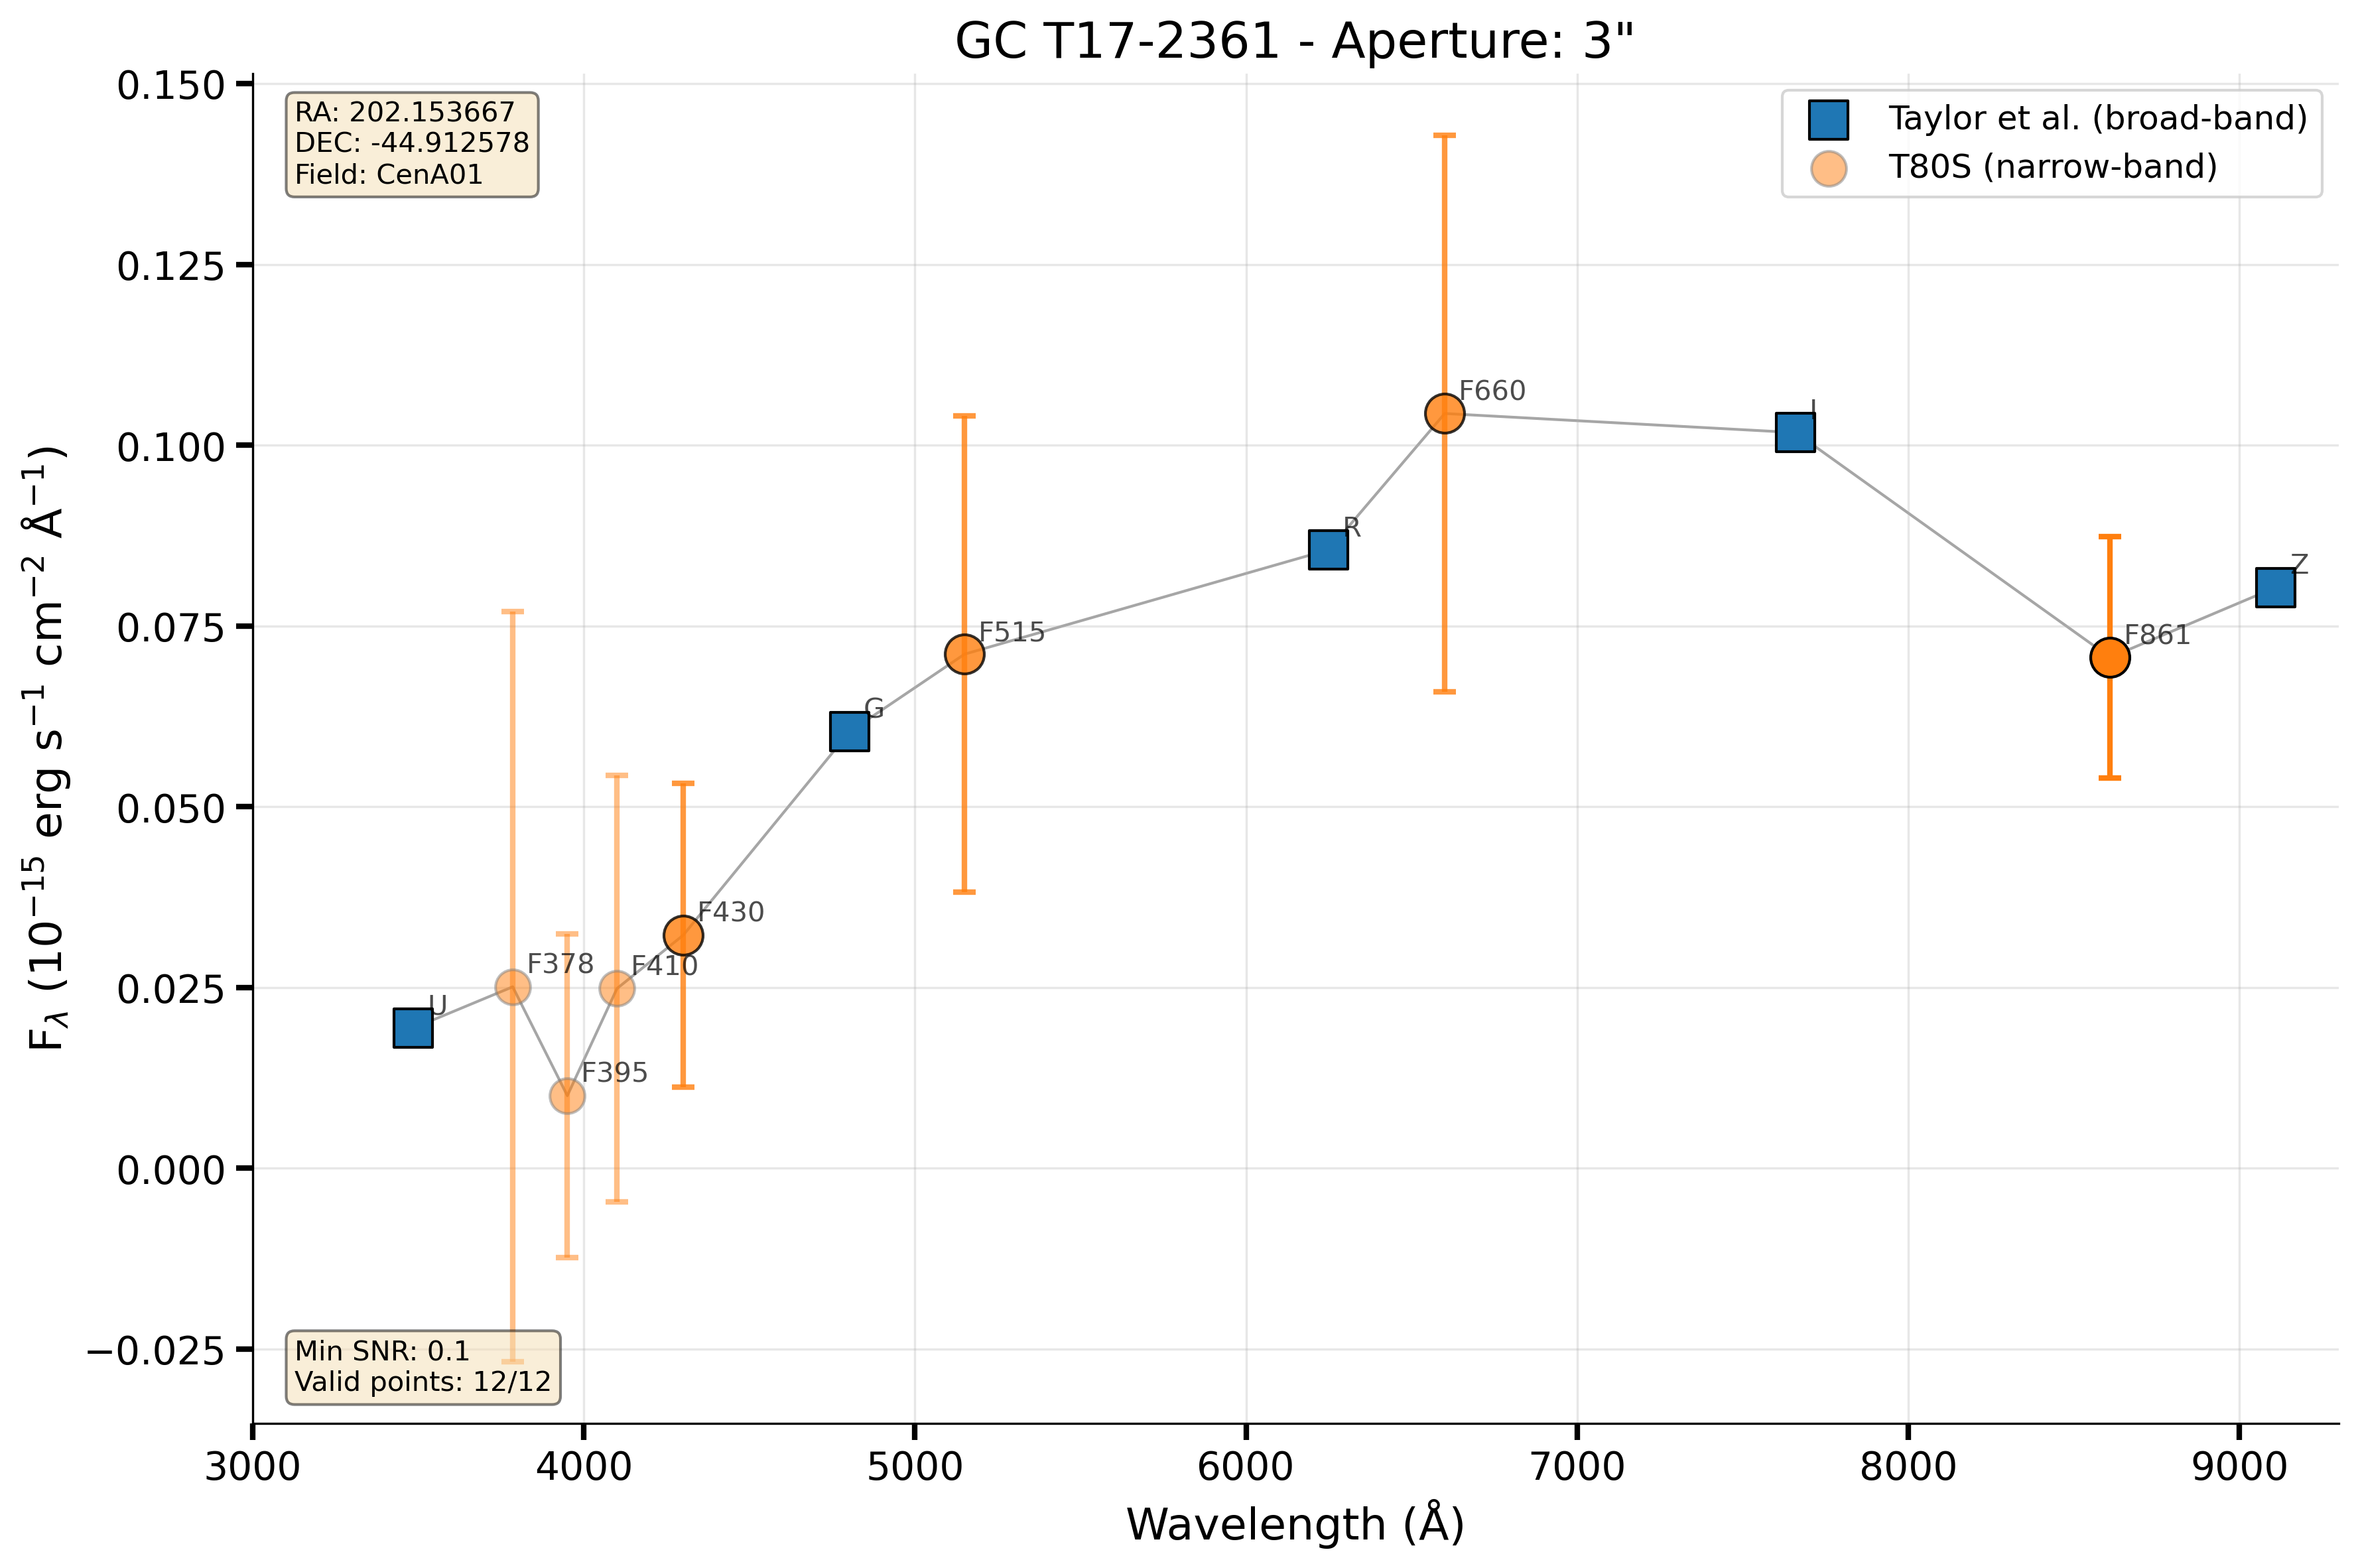 GC T17-2361 - Aperture: 3"
RA: 202.153667
DEC: -44.912578
Field: CenA01
Taylor et al. (broad-band)
T80S (narrow-band)
0.150
0.125
0.100
0.075
0.050
0.025
0.000
−0.025
F_λ (10⁻¹⁵ erg s⁻¹ cm⁻² Å⁻¹)
U
F378
F395
F410
F430
G
F515
R
F660
I
F861
Z
Min SNR: 0.1
Valid points: 12/12
3000 4000 5000 6000 7000 8000 9000
Wavelength (Å)